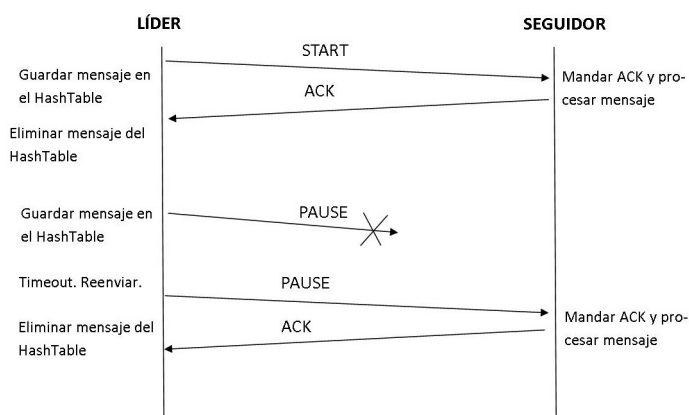 LÍDER
SEGUIDOR
START
Guardar mensaje en
el HashTable
Mandar ACK y pro-
cesar mensaje
ACK
Eliminar mensaje del
HashTable
Guardar mensaje en
el HashTable
PAUSE
Timeout. Reenviar.
PAUSE
Mandar ACK y pro-
cesar mensaje
Eliminar mensaje del
HashTable
ACK